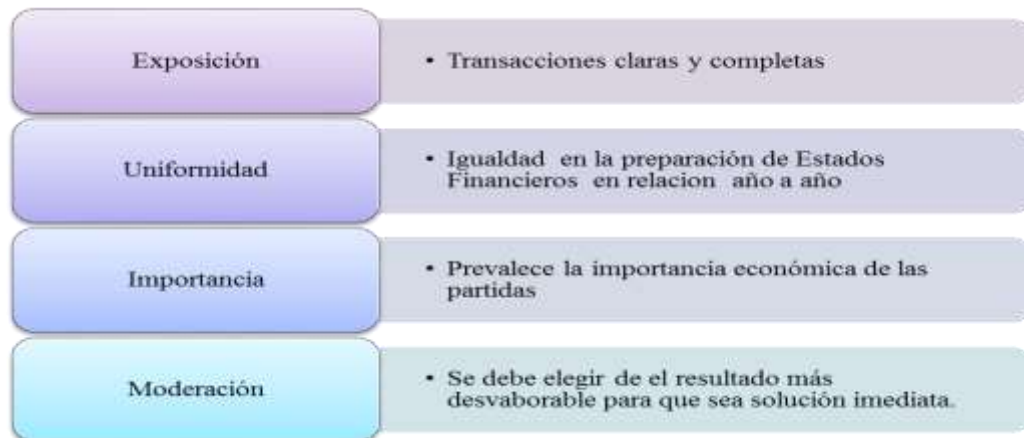 Exposición
• Transacciones claras y completas
Uniformidad
• Igualdad en la preparación de Estados
Financieros en relacion año a año
Importancia
• Prevalece la importancia económica de las
partidas
Moderación
• Se debe elegir de el resultado más
desvaborable para que sea solución imediata.